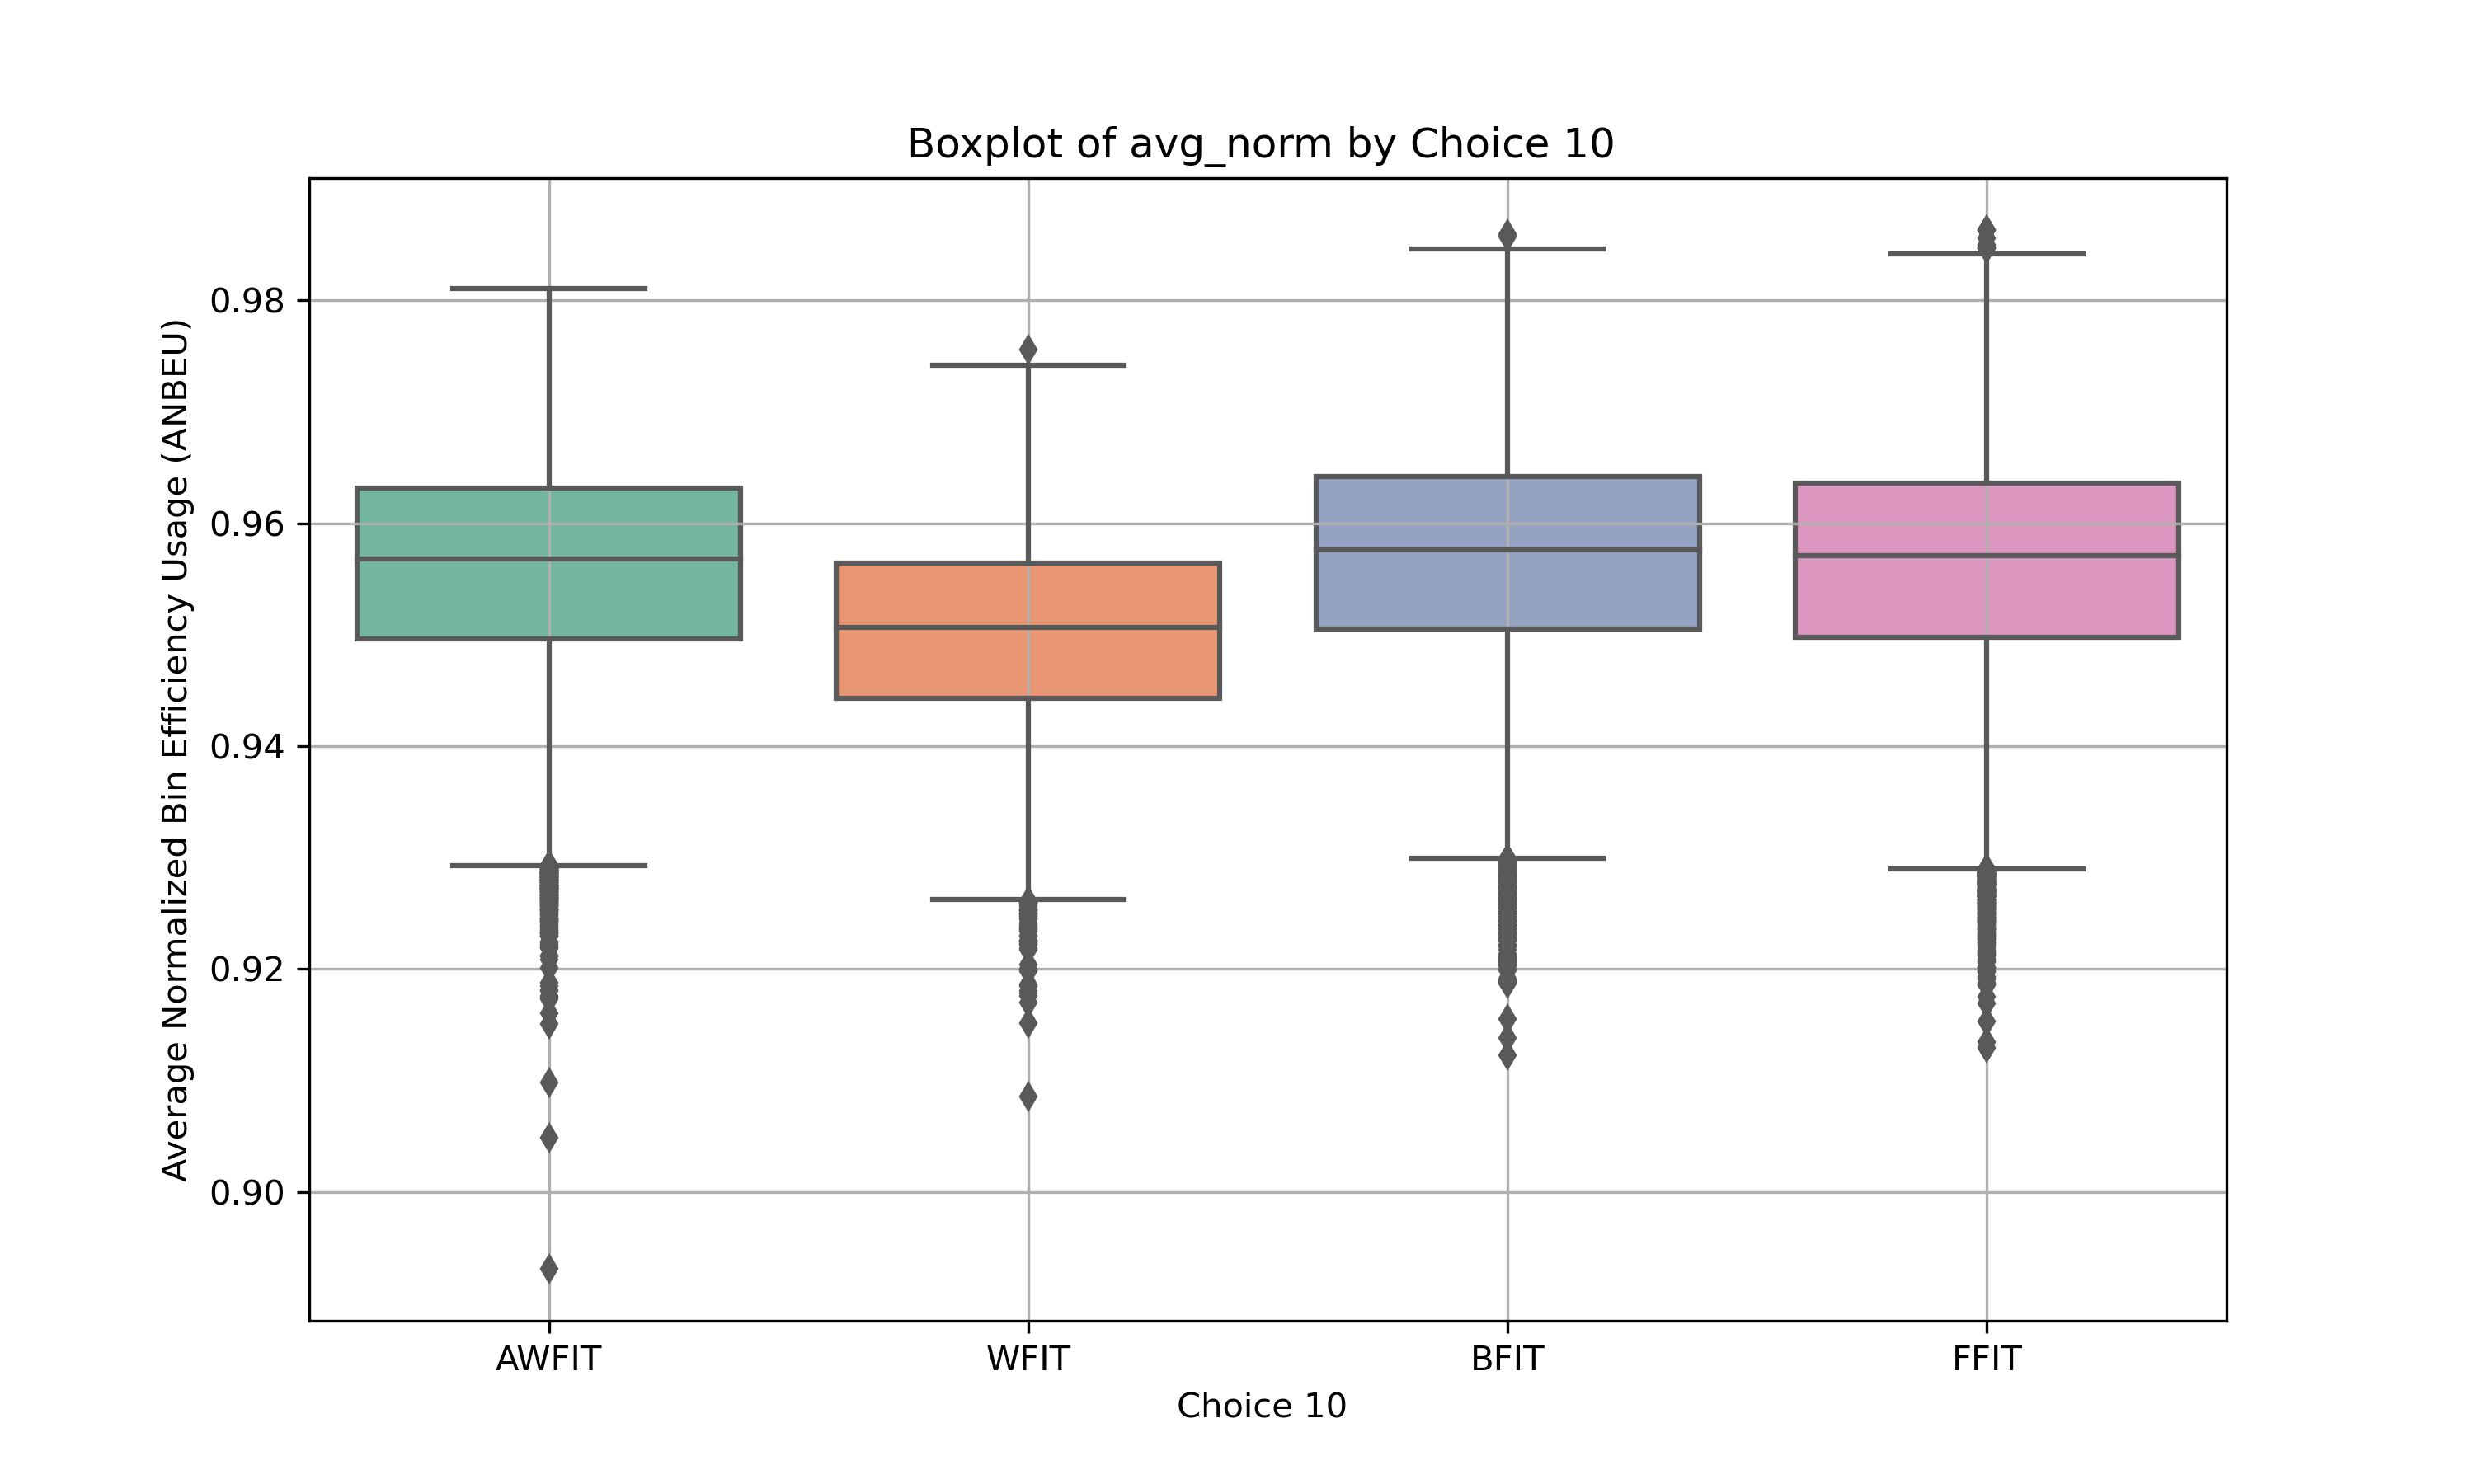 Boxplot of avg_norm by Choice 10
Average Normalized Bin Efficiency Usage (ANBEU)
0.98
0.96
0.94
0.92
0.90
AWFIT WFIT BFIT FFIT
Choice 10